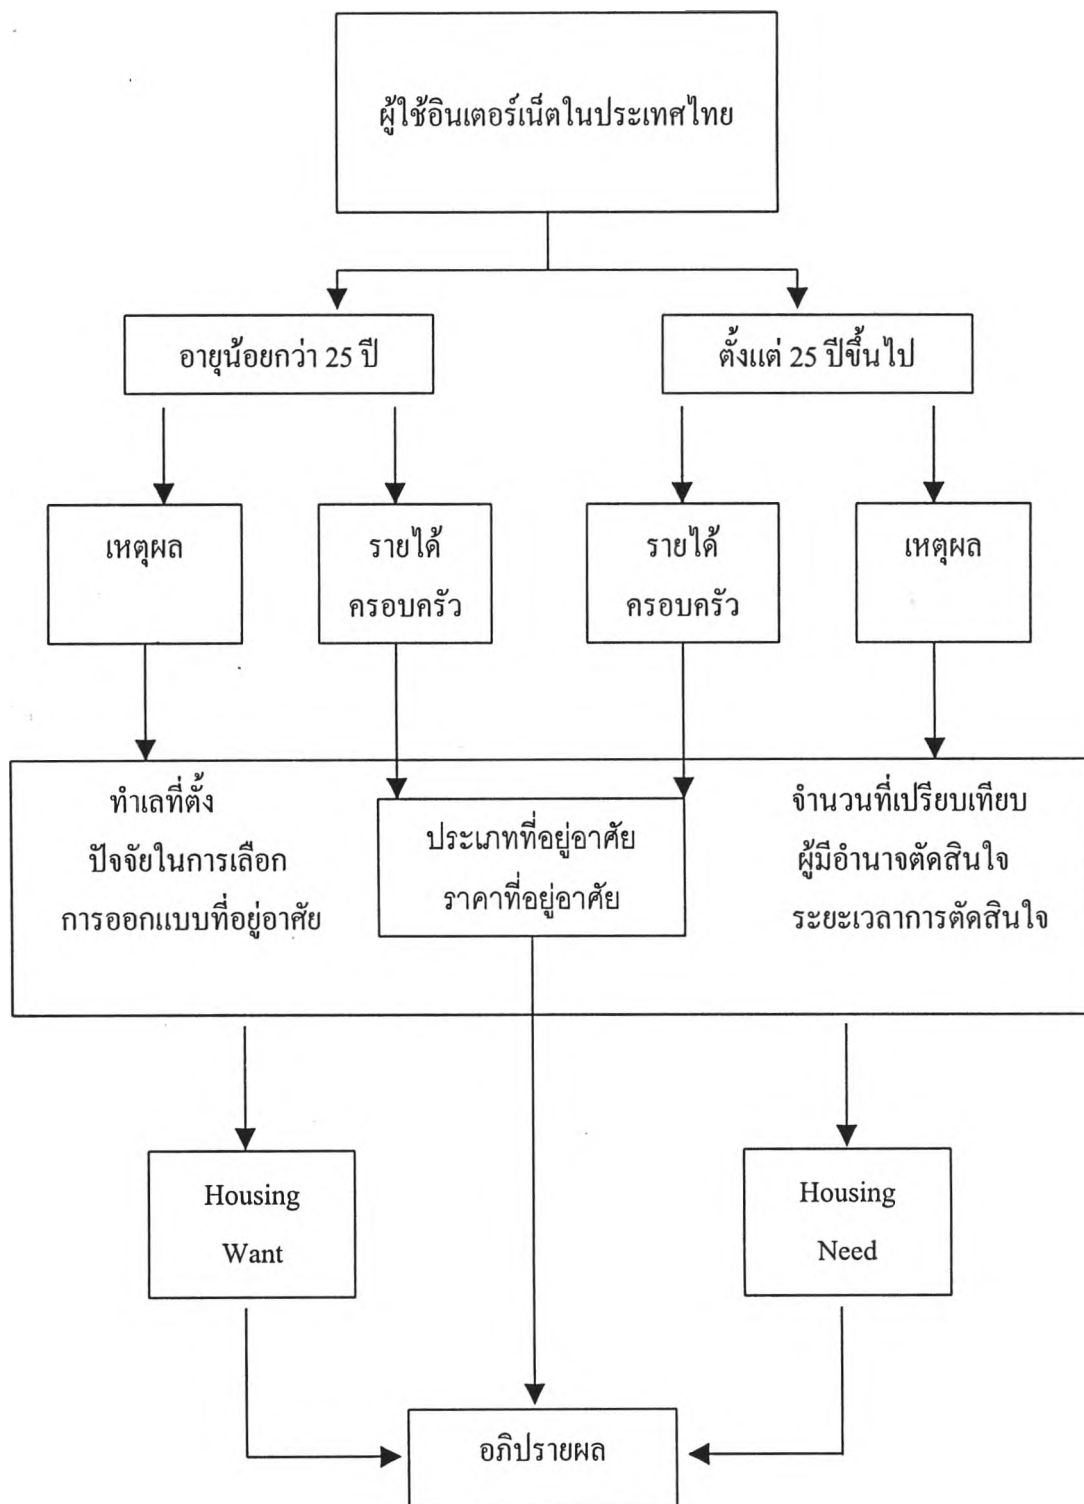 ผู้ใช้อินเตอร์เน็ตในประเทศไทย
อายุน้อยกว่า 25 ปี
ตั้งแต่ 25 ปีขึ้นไป
เหตุผล
รายได้
ครอบครัว
รายได้
ครอบครัว
เหตุผล
ทำเลที่ตั้ง
ปัจจัยในการเลือก
การออกแบบที่อยู่อาศัย
ประเภทที่อยู่อาศัย
ราคาที่อยู่อาศัย
จำนวนที่เปรียบเทียบ
ผู้มีอำนาจตัดสินใจ
ระยะเวลาการตัดสินใจ
Housing
Want
Housing
Need
อภิปรายผล